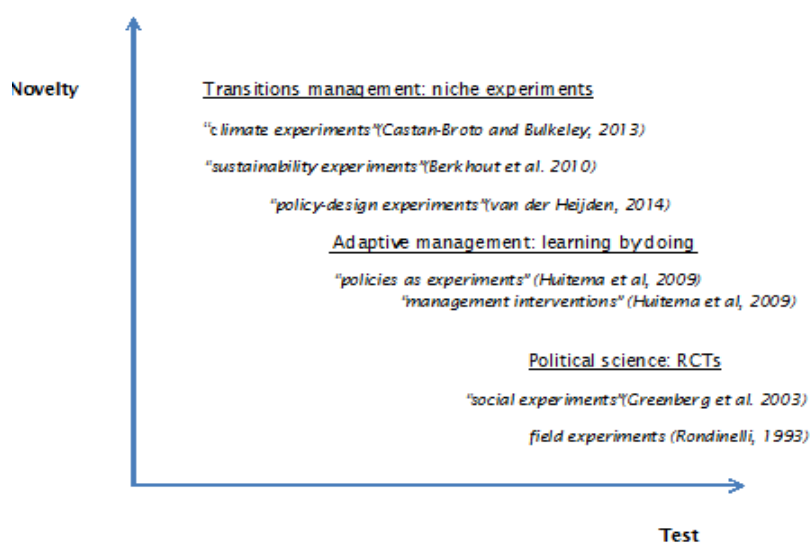 Novelty
Transitions management: niche experiments
“climate experiments”(Castan-Broto and Bulkeley, 2013)
“sustainability experiments”(Berkhout et al. 2010)
“policy-design experiments”(van der Heijden, 2014)
Adaptive management: learning bydoing
“policies as experiments” (Huitema et al, 2009)
“management interventions” (Huitema et al, 2009)
Political science: RCTs
“social experiments”(Greenberg et al. 2003)
field experiments (Rondinelli, 1993)
Test